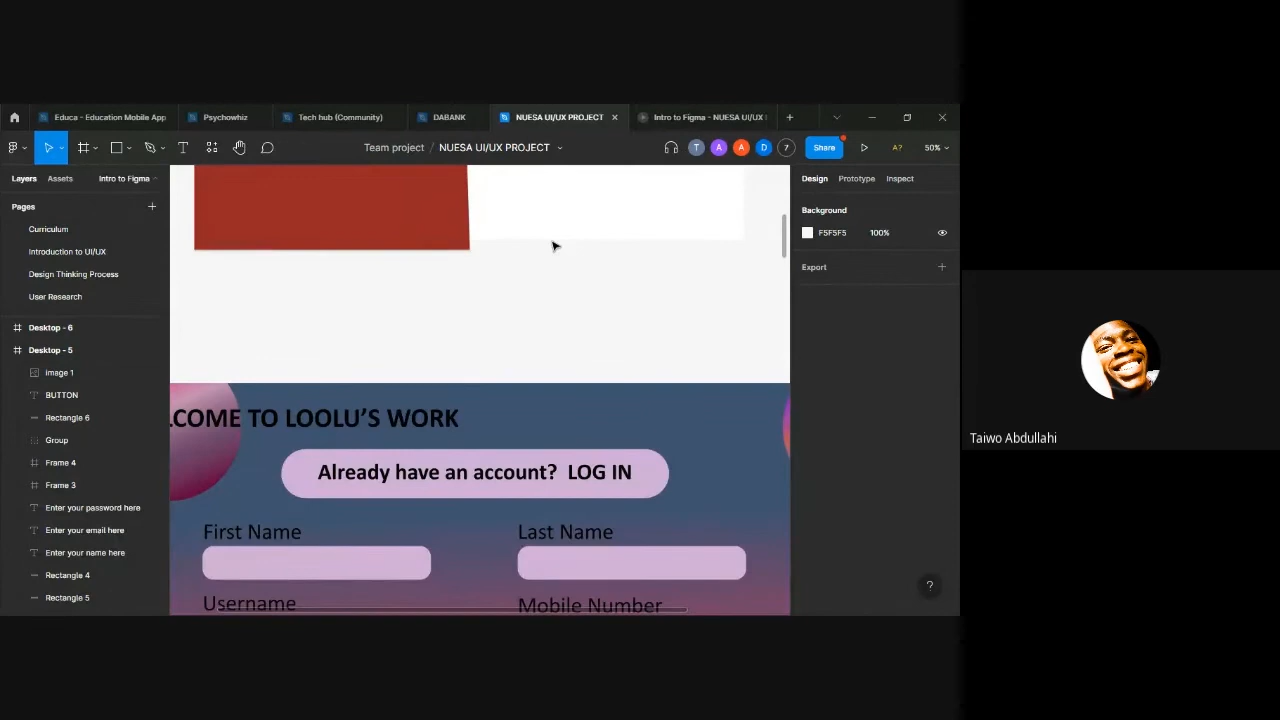 Educa - Education Mobile App
Psychowhiz
Tech hub (Community)
DABANK
NUESA UI/UX PROJECT
Intro to Figma - NUESA UI/UX
Team project / NUESA UI/UX PROJECT
T
A
A
D
7
Share
A?
50%
Layers
Assets
Intro to Figma
Pages
Curriculum
Introduction to UI/UX
Design Thinking Process
User Research
Desktop - 6
Desktop - 5
image 1
BUTTON
Rectangle 6
Group
Frame 4
Frame 3
Enter your password here
Enter your email here
Enter your name here
Rectangle 4
Rectangle 5
LCOME TO LOOLU'S WORK
Already have an account? LOG IN
First Name
Last Name
Username
Mobile Number
Design
Prototype
Inspect
Background
F5F5F5
100%
Export
?
Taiwo Abdullahi